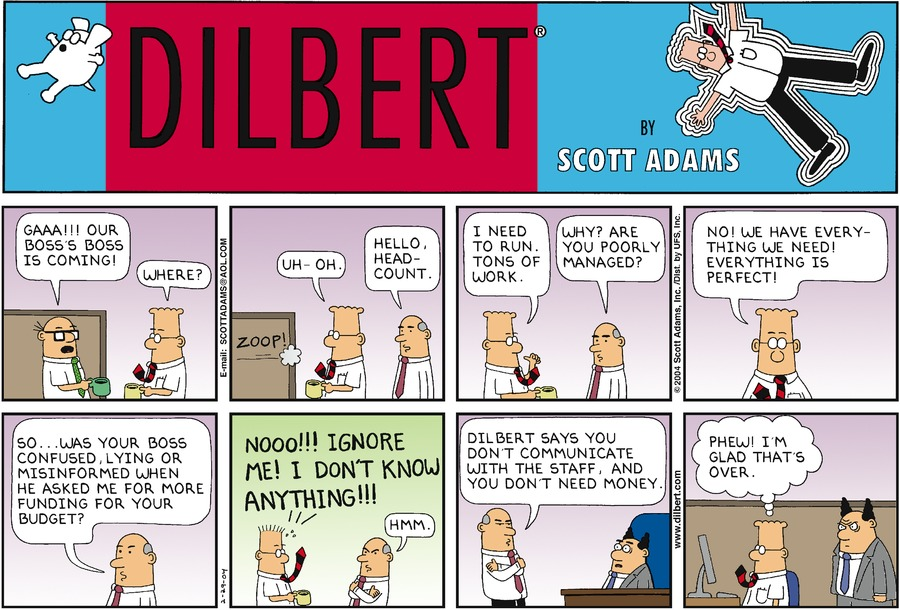 DILBERT®
BY
SCOTT ADAMS
GAAA!!! OUR
BOSS'S BOSS
IS COMING!
WHERE?
E-mail: SCOTTADAMS@AOL.COM
UH-OH.
HELLO,
HEAD-
COUNT.
ZOOP!
I NEED
TO RUN.
TONS OF
WORK.
WHY? ARE
YOU POORLY
MANAGED?
© 2004 Scott Adams, Inc./Dist. by UFS, Inc.
NO! WE HAVE EVERY-
THING WE NEED!
EVERYTHING IS
PERFECT!
SO...WAS YOUR BOSS
CONFUSED, LYING OR
MISINFORMED WHEN
HE ASKED ME FOR MORE
FUNDING FOR YOUR
BUDGET?
2-29-04
NOOO!!! IGNORE
ME! I DON'T KNOW
ANYTHING!!!
HMM.
DILBERT SAYS YOU
DON'T COMMUNICATE
WITH THE STAFF, AND
YOU DON'T NEED MONEY.
www.dilbert.com
PHEW! I'M
GLAD THAT'S
OVER.